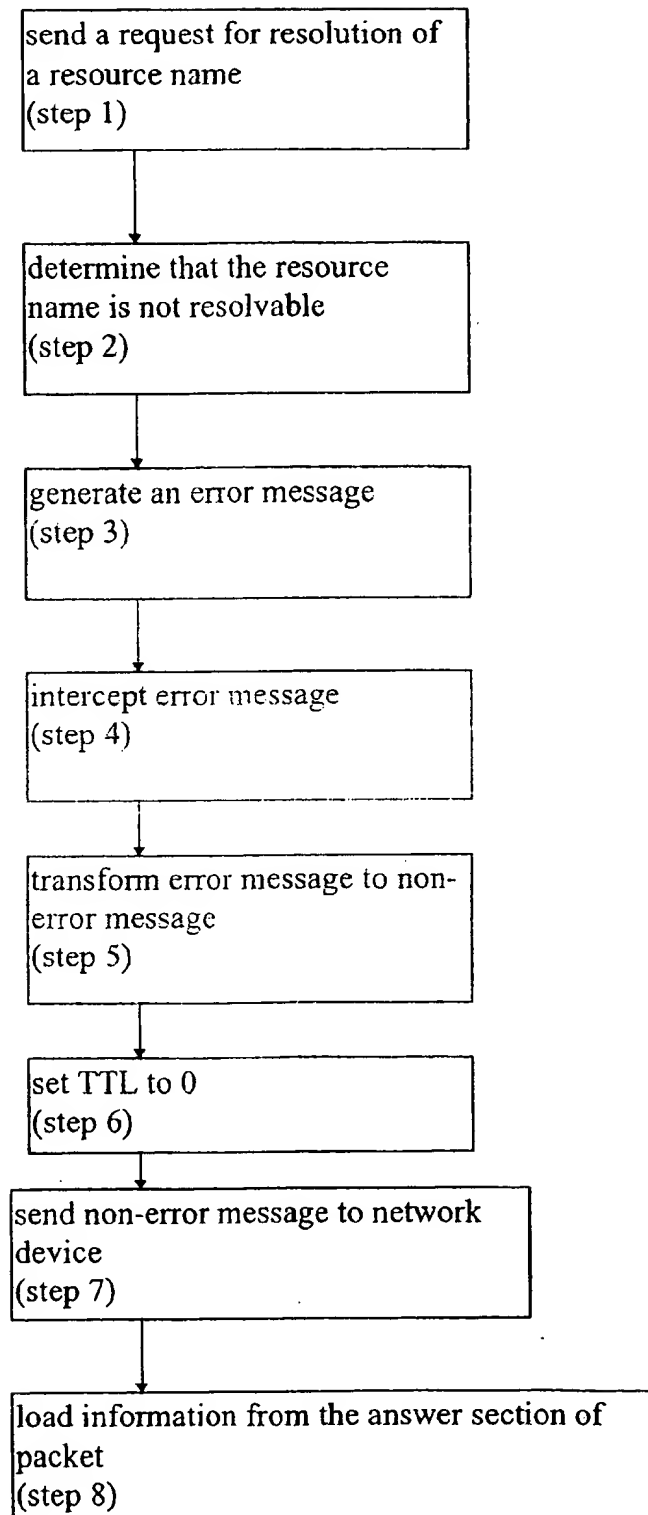 send a request for resolution of
a resource name
(step 1)
determine that the resource
name is not resolvable
(step 2)
generate an error message
(step 3)
intercept error message
(step 4)
transform error message to non-
error message
(step 5)
set TTL to 0
(step 6)
send non-error message to network
device
(step 7)
load information from the answer section of
packet
(step 8)